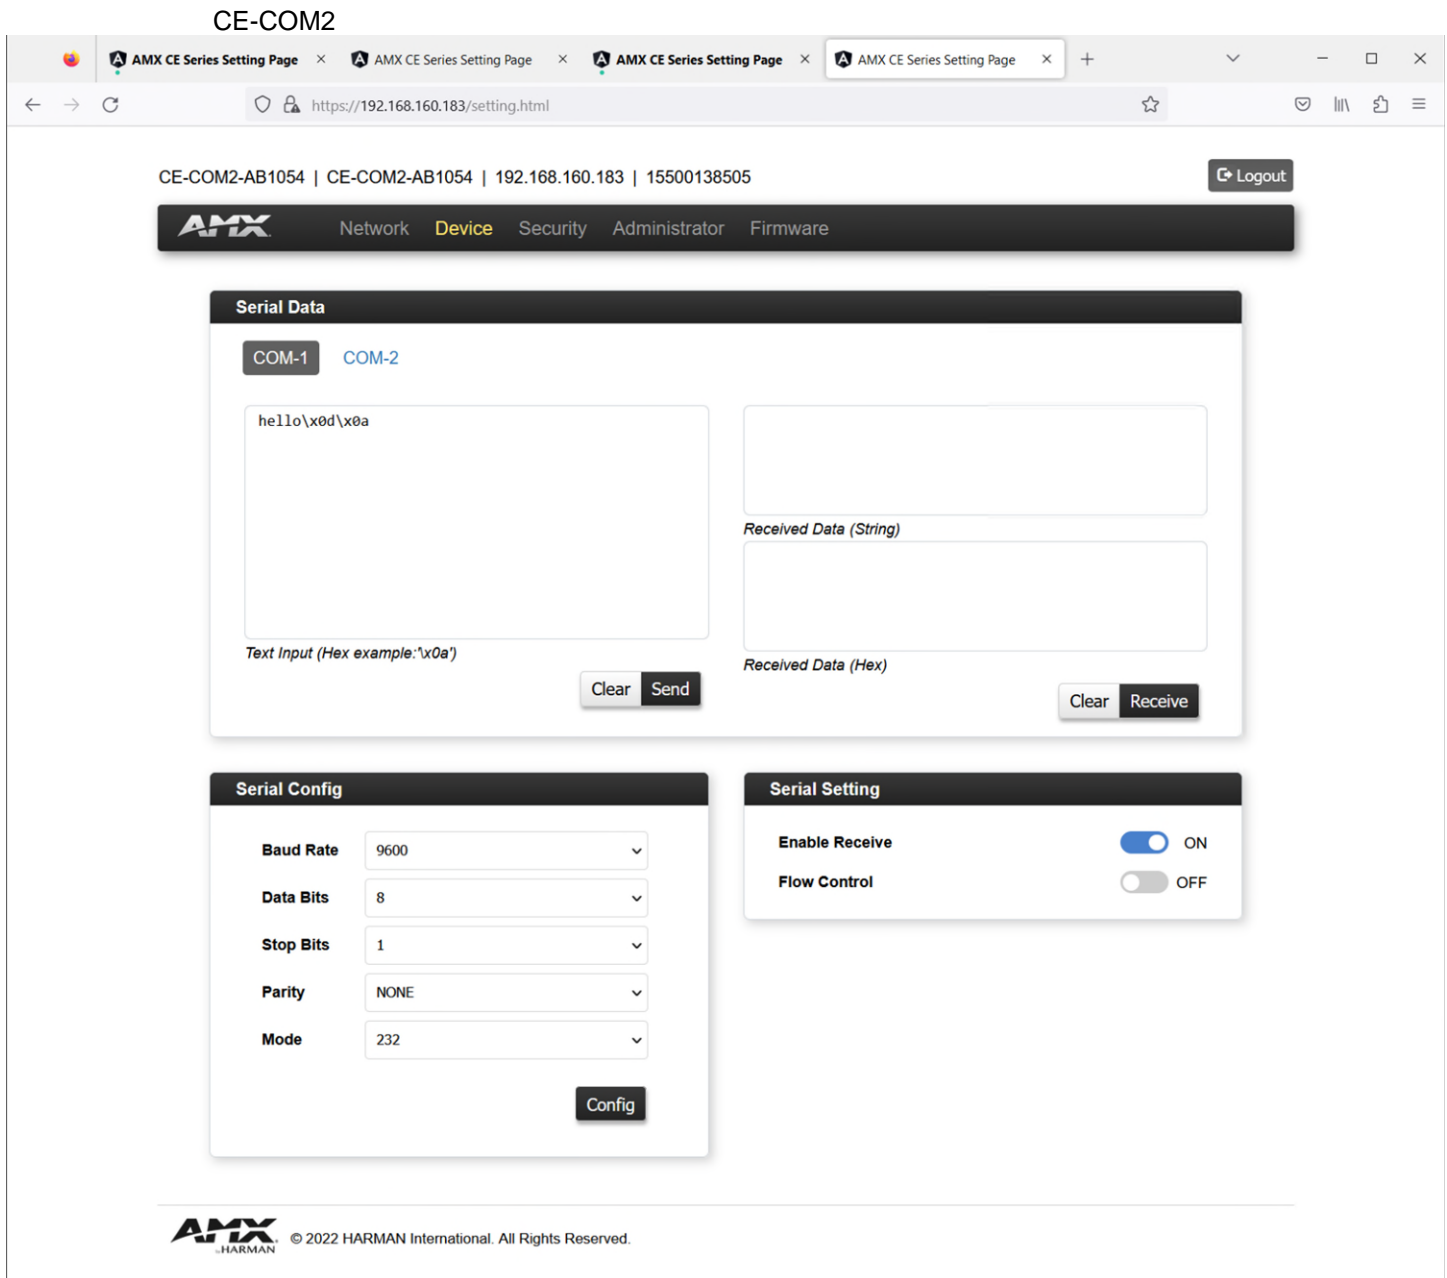 CE-COM2
AMX CE Series Setting Page
AMX CE Series Setting Page
AMX CE Series Setting Page
AMX CE Series Setting Page
https://192.168.160.183/setting.html
CE-COM2-AB1054 | CE-COM2-AB1054 | 192.168.160.183 | 15500138505
Logout
AMX Network Device Security Administrator Firmware
Serial Data
COM-1 COM-2
hello\x0d\x0a
Received Data (String)
Text Input (Hex example:'\x0a')
Received Data (Hex)
Clear Send
Clear Receive
Serial Config
Baud Rate 9600
Data Bits 8
Stop Bits 1
Parity NONE
Mode 232
Config
Serial Setting
Enable Receive ON
Flow Control OFF
AMX
by HARMAN
© 2022 HARMAN International. All Rights Reserved.